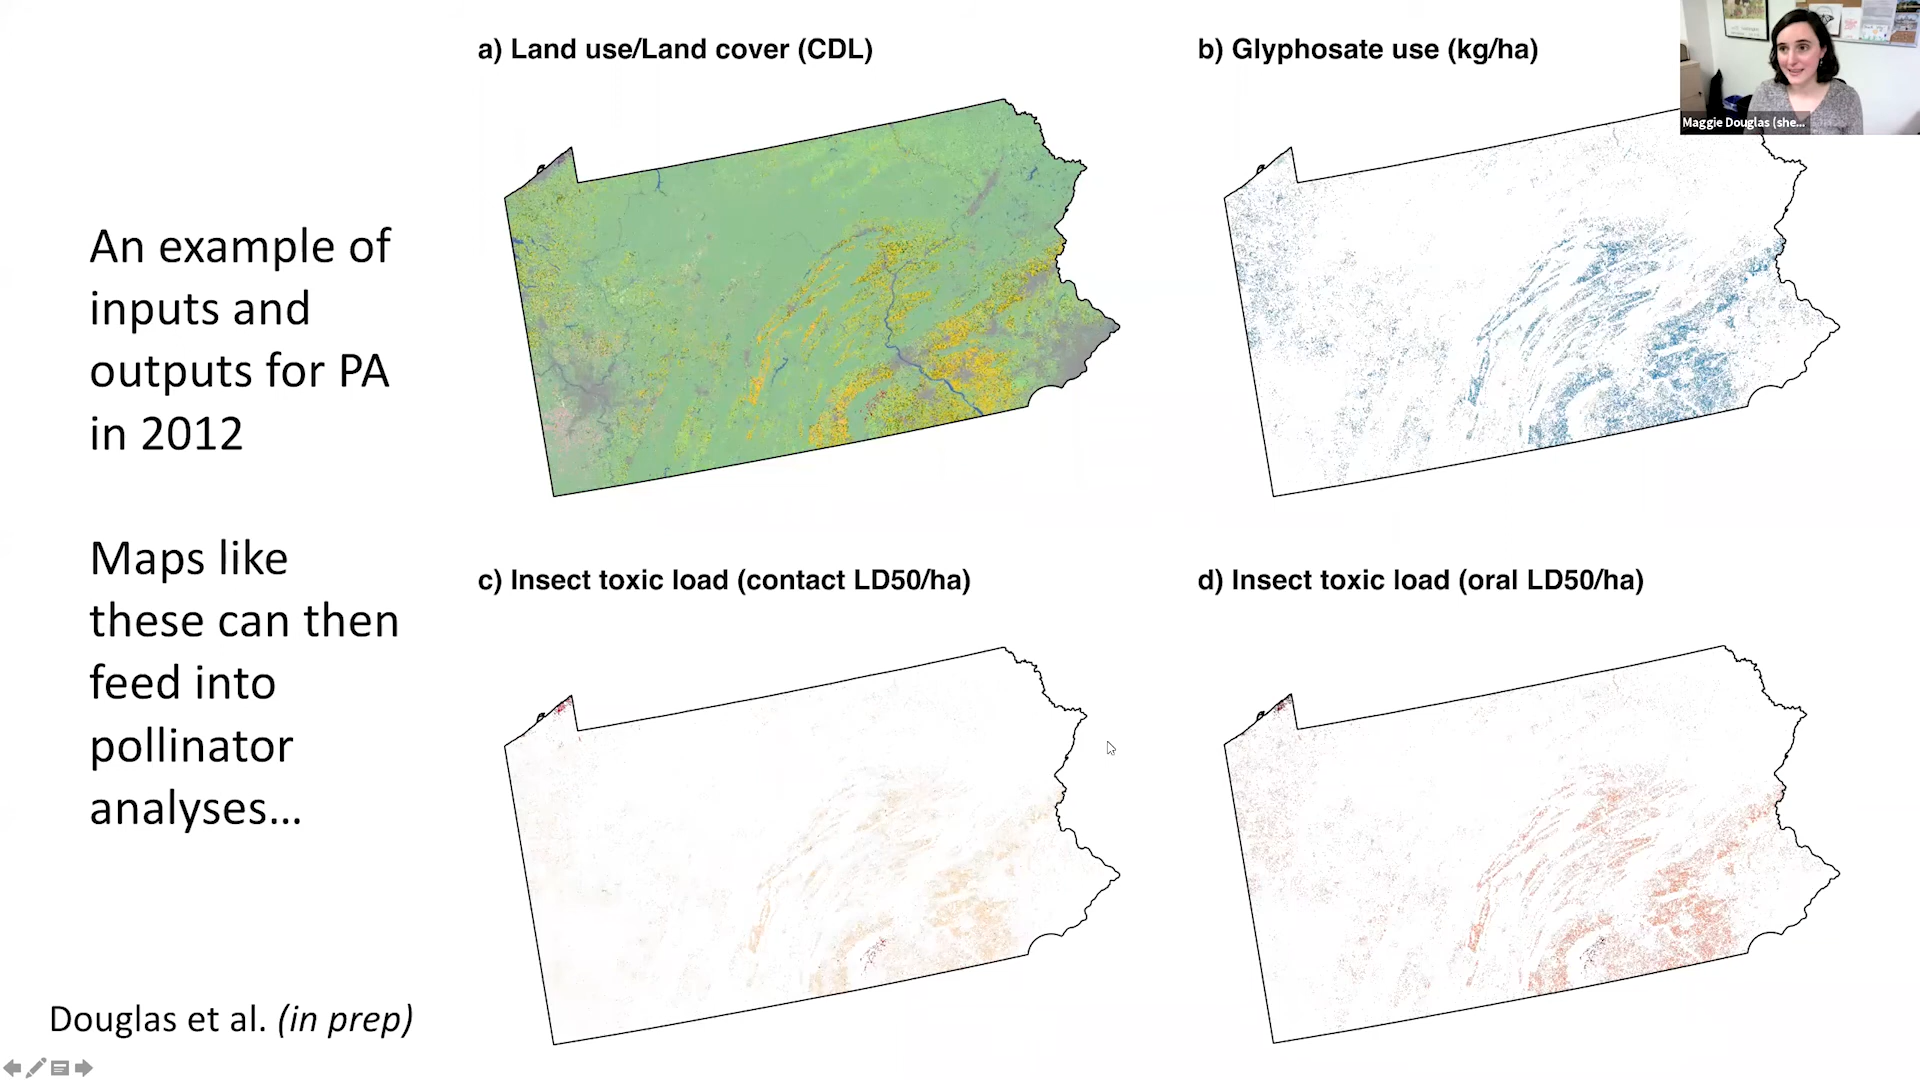 a) Land use/Land cover (CDL)
b) Glyphosate use (kg/ha)
Maggie Douglas (she...
An example of
inputs and
outputs for PA
in 2012
Maps like
these can then
feed into
pollinator
analyses...
c) Insect toxic load (contact LD50/ha)
d) Insect toxic load (oral LD50/ha)
Douglas et al. (in prep)